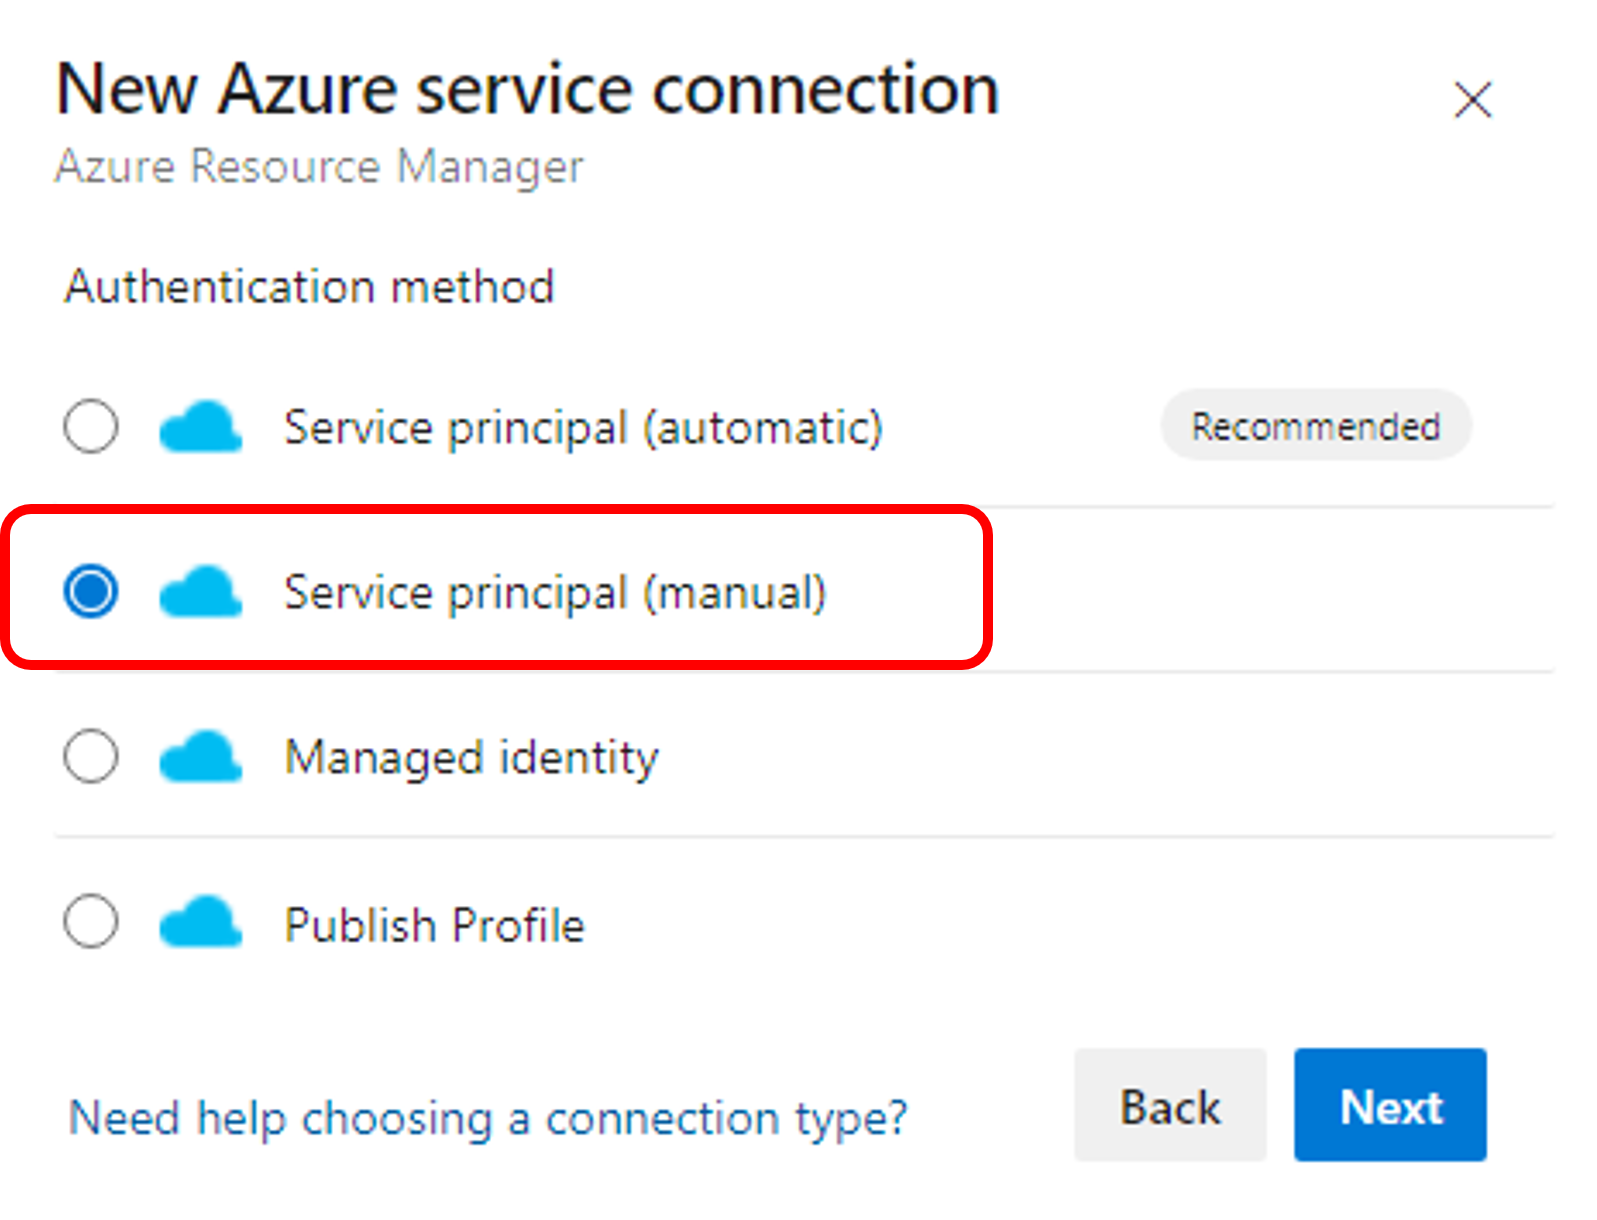 New Azure service connection
Azure Resource Manager
Authentication method
Service principal (automatic)
Recommended
Service principal (manual)
Managed identity
Publish Profile
Need help choosing a connection type?
Back
Next